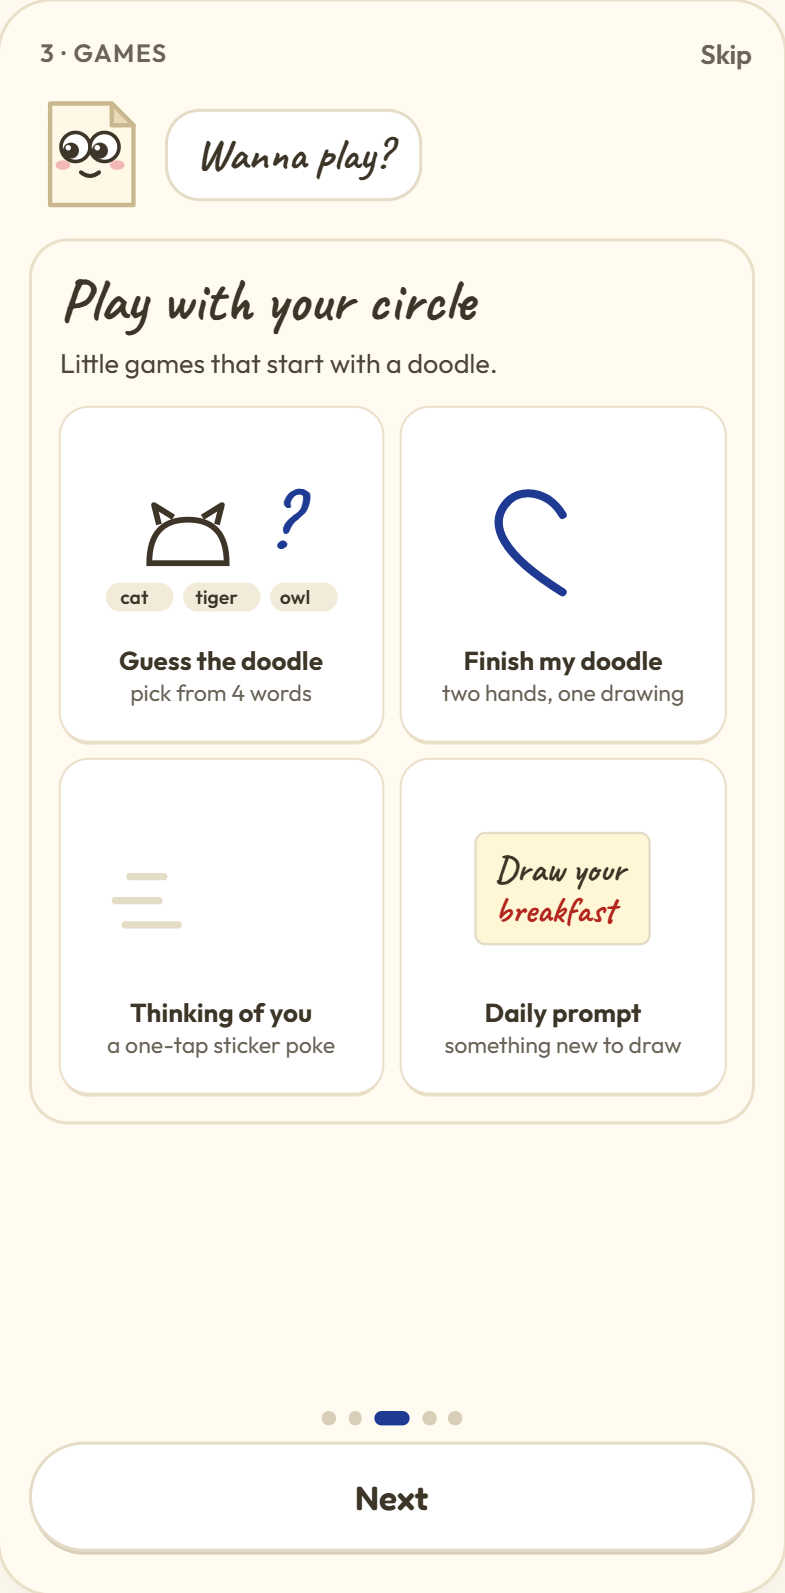 3 · GAMES
Skip
Wanna play?
Play with your circle
Little games that start with a doodle.
?
cat tiger owl
Guess the doodle
pick from 4 words
Finish my doodle
two hands, one drawing
Thinking of you
a one-tap sticker poke
Draw your
breakfast
Daily prompt
something new to draw
Next